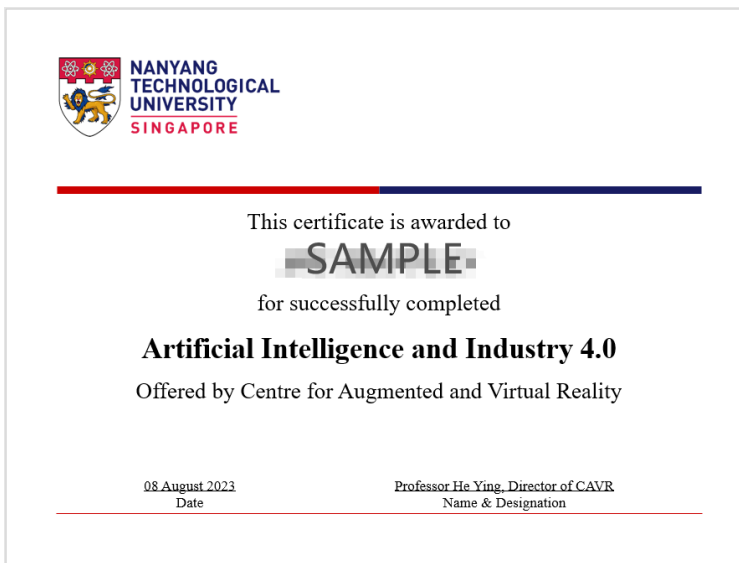 NANYANG
TECHNOLOGICAL
UNIVERSITY
SINGAPORE
This certificate is awarded to
SAMPLE
for successfully completed
Artificial Intelligence and Industry 4.0
Offered by Centre for Augmented and Virtual Reality
08 August 2023 Professor He Ying, Director of CAVR
Date Name & Designation